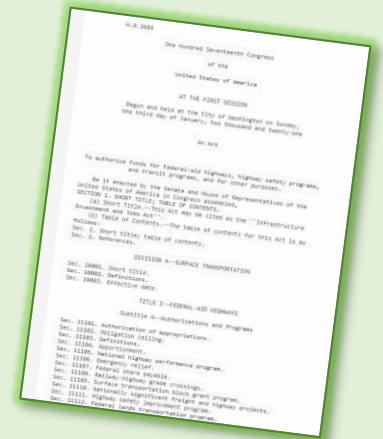 H.R.3684
One Hundred Seventeenth Congress
of the
United States of America
AT THE FIRST SESSION
Begun and held at the City of Washington on Sunday,
the third day of January, two thousand and twenty-one
An Act
To authorize funds for Federal-aid highways, highway safety programs,
and transit programs, and for other purposes.
Be it enacted by the Senate and House of Representatives of the
United States of America in Congress assembled,
SECTION 1. SHORT TITLE; TABLE OF CONTENTS.
(a) Short Title.--This Act may be cited as the ``Infrastructure
Investment and Jobs Act''.
(b) Table of Contents.--The table of contents for this Act is as
follows:
Sec. 1. Short title; table of contents.
Sec. 2. References.
DIVISION A--SURFACE TRANSPORTATION
Sec. 10001. Short title.
Sec. 10002. Definitions.
Sec. 10003. Effective date.
TITLE I--FEDERAL-AID HIGHWAYS
Subtitle A--Authorizations and Programs
Sec. 11101. Authorization of appropriations.
Sec. 11102. Obligation ceiling.
Sec. 11103. Definitions.
Sec. 11104. Apportionment.
Sec. 11105. National highway performance program.
Sec. 11106. Emergency relief.
Sec. 11107. Federal share payable.
Sec. 11108. Railway-highway grade crossings.
Sec. 11109. Surface transportation block grant program.
Sec. 11110. Nationally significant freight and highway projects.
Sec. 11111. Highway safety improvement program.
Sec. 11112. Federal lands transportation program.